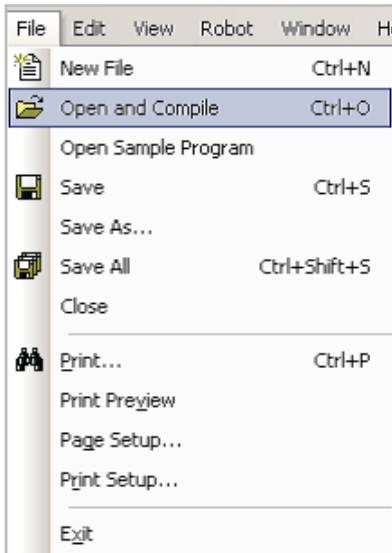 File Edit View Robot Window
New File Ctrl+N
Open and Compile Ctrl+O
Open Sample Program
Save Ctrl+S
Save As...
Save All Ctrl+Shift+S
Close
Print... Ctrl+P
Print Preview
Page Setup...
Print Setup...
Exit